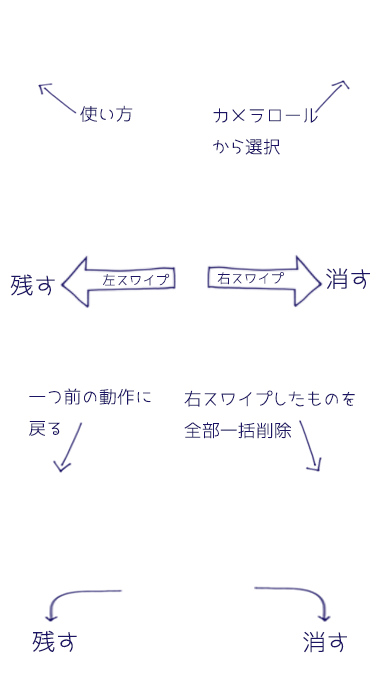 使い方
カメラロール
から選択
残す
左スワイプ
右スワイプ
消す
一つ前の動作に
戻る
右スワイプしたものを
全部一括削除
残す
消す